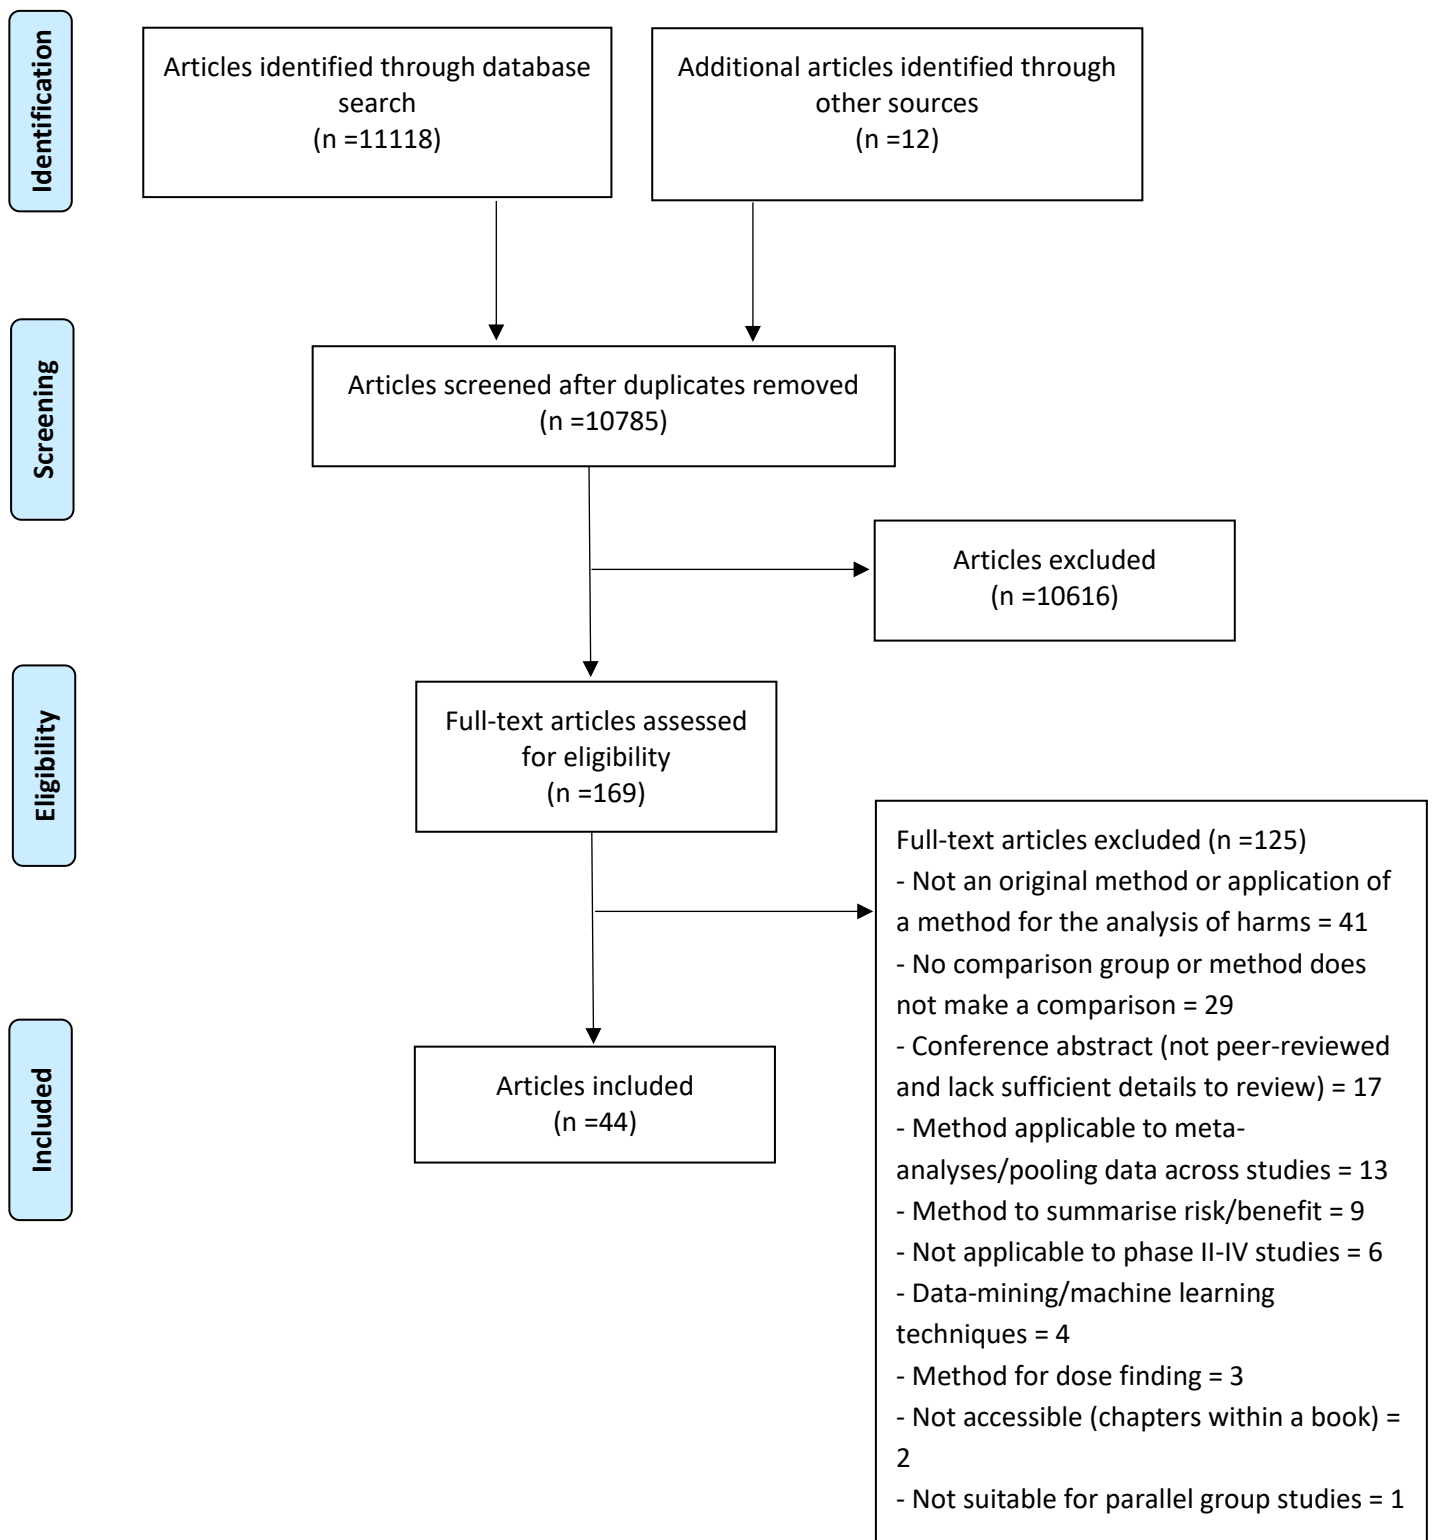 Identification
Articles identified through database
search
(n =11118)
Additional articles identified through
other sources
(n =12)
Screening
Articles screened after duplicates removed
(n =10785)
Articles excluded
(n =10616)
Eligibility
Full-text articles assessed
for eligibility
(n =169)
Full-text articles excluded (n =125)
- Not an original method or application of
a method for the analysis of harms = 41
- No comparison group or method does
not make a comparison = 29
- Conference abstract (not peer-reviewed
and lack sufficient details to review) = 17
- Method applicable to meta-
analyses/pooling data across studies = 13
- Method to summarise risk/benefit = 9
- Not applicable to phase II-IV studies = 6
- Data-mining/machine learning
techniques = 4
- Method for dose finding = 3
- Not accessible (chapters within a book) =
2
- Not suitable for parallel group studies = 1
Included
Articles included
(n =44)